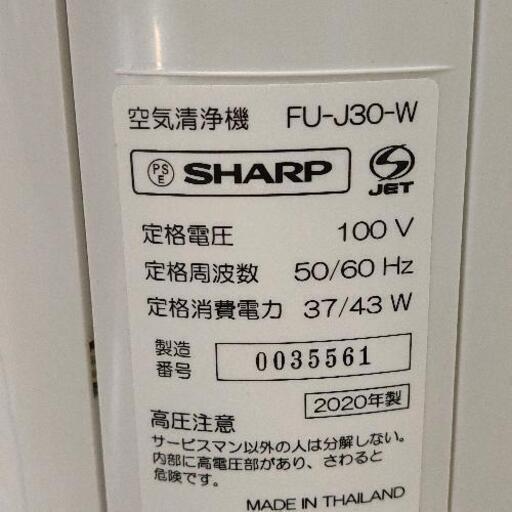 空気清浄機 FU-J30-W
PS
E SHARP
S JET
定格電圧 100 V
定格周波数 50/60 Hz
定格消費電力 37/43 W
製造
番号 0035561
2020年製
高圧注意
サービスマン以外の人は分解しない。
内部に高電圧部があり、さわると
危険です。
MADE IN THAILAND